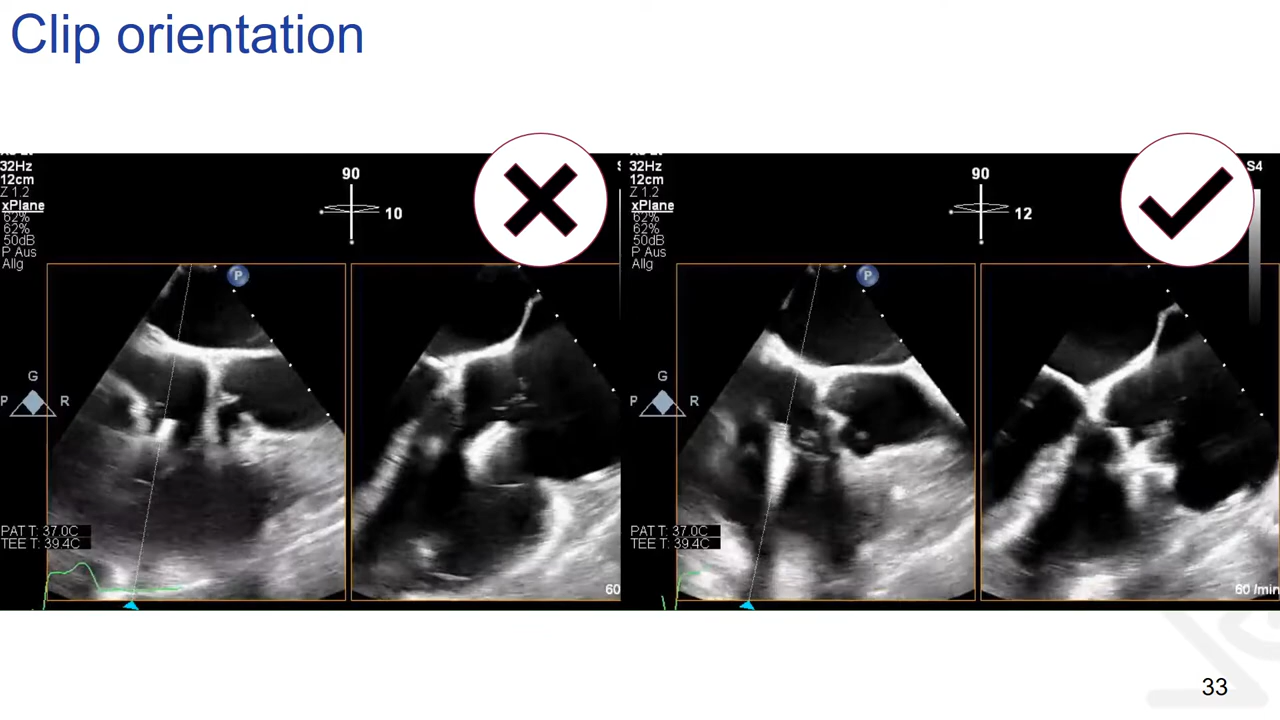 Clip orientation
32Hz
12cm
Z 1.2
xPlane
62%
62%
50dB
P Aus
Allg
90
10
P
G
P R
PAT T: 37.0C
TEE T: 39.4C
60
32Hz
12cm
Z 1.2
xPlane
62%
62%
50dB
P Aus
Allg
90
12
S4
P
G
P R
PAT T: 37.0C
TEE T: 39.4C
60 /min
33